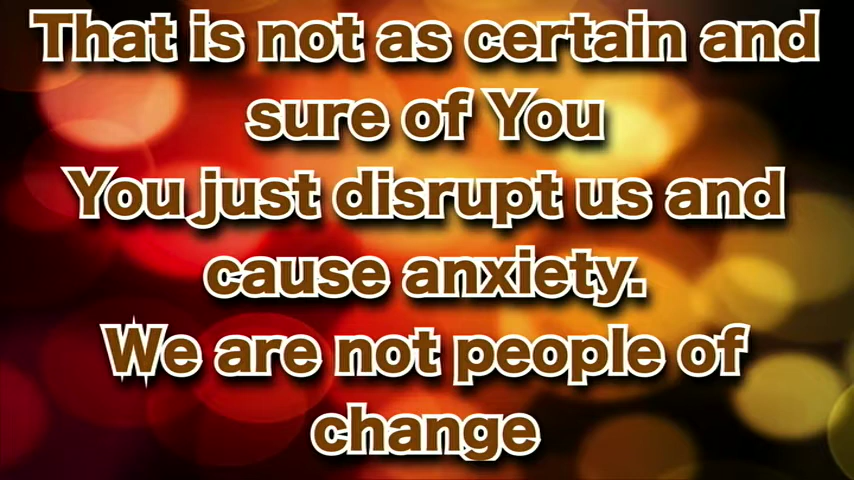 That is not as certain and
sure of You
You just disrupt us and
cause anxiety.
We are not people of
change